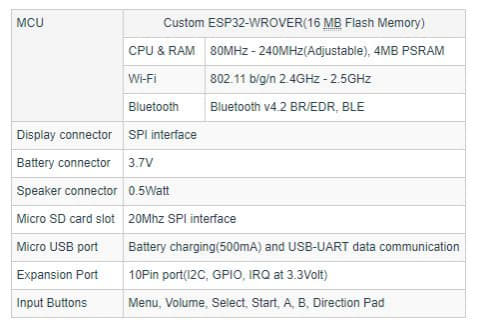 MCU
Custom ESP32-WROVER(16 MB Flash Memory)
CPU & RAM 80MHz - 240MHz(Adjustable), 4MB PSRAM
Wi-Fi 802.11 b/g/n 2.4GHz - 2.5GHz
Bluetooth Bluetooth v4.2 BR/EDR, BLE
Display connector SPI interface
Battery connector 3.7V
Speaker connector 0.5Watt
Micro SD card slot 20Mhz SPI interface
Micro USB port Battery charging(500mA) and USB-UART data communication
Expansion Port 10Pin port(I2C, GPIO, IRQ at 3.3Volt)
Input Buttons Menu, Volume, Select, Start, A, B, Direction Pad